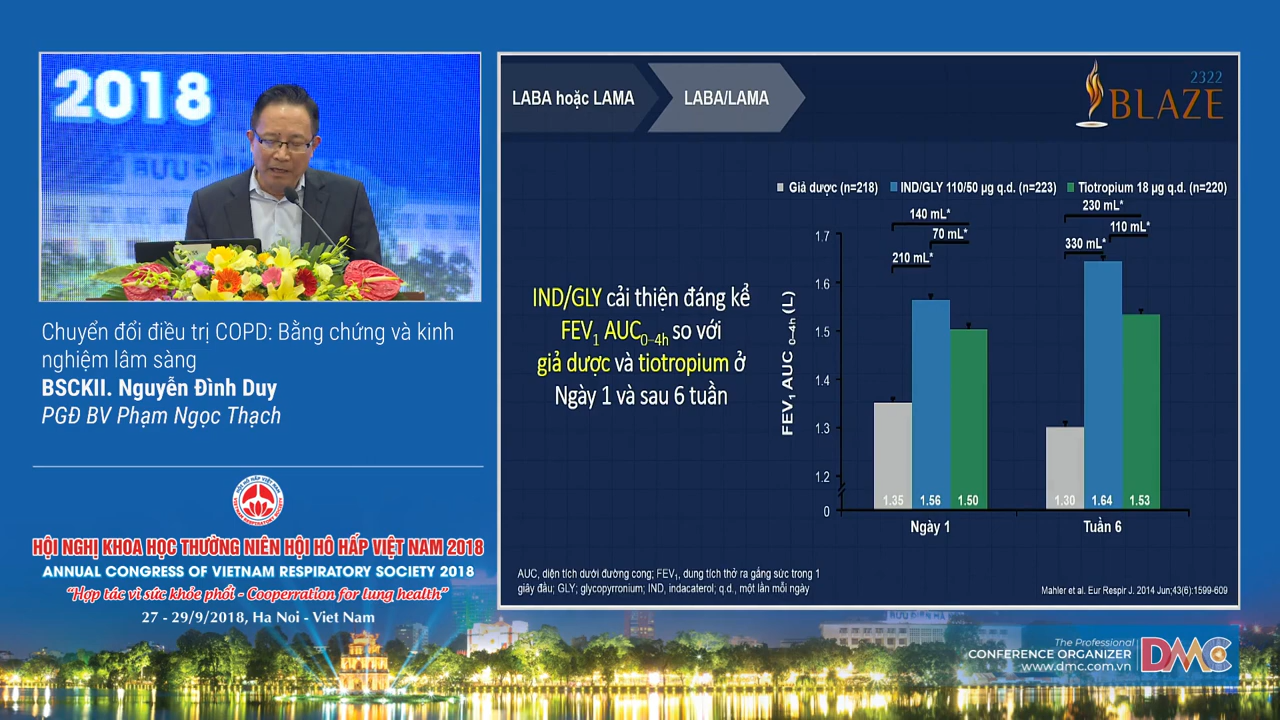 2018
BƯU ĐIỆN
Chuyển đổi điều trị COPD: Bằng chứng và kinh
nghiệm lâm sàng
BSCKII. Nguyễn Đình Duy
PGĐ BV Phạm Ngọc Thạch
HỘI HÔ HẤP VIỆT NAM
HỘI NGHỊ KHOA HỌC THƯỜNG NIÊN HỘI HÔ HẤP VIỆT NAM 2018
ANNUAL CONGRESS OF VIETNAM RESPIRATORY SOCIETY 2018
"Hợp tác vì sức khỏe phổi - Cooperration for lung health"
27 - 29/9/2018, Ha Noi - Viet Nam
LABA hoặc LAMA
LABA/LAMA
2322
BLAZE
Giả dược (n=218)
IND/GLY 110/50 µg q.d. (n=223)
Tiotropium 18 µg q.d. (n=220)
IND/GLY cải thiện đáng kể
FEV₁ AUC₀₋₄ₕ so với
giả dược và tiotropium ở
Ngày 1 và sau 6 tuần
FEV₁ AUC ₀₋₄ₕ (L)
1.7
1.6
1.5
1.4
1.3
1.2
0
140 mL*
70 mL*
210 mL*
230 mL*
110 mL*
330 mL*
1.35
1.56
1.50
1.30
1.64
1.53
Ngày 1
Tuần 6
AUC, diện tích dưới đường cong; FEV₁, dung tích thở ra gắng sức trong 1
giây đầu; GLY; glycopyrronium; IND, indacaterol; q.d., một lần mỗi ngày
Mahler et al. Eur Respir J. 2014 Jun;43(6):1599-609
The Professional
CONFERENCE ORGANIZER
www.dmc.com.vn
DMC